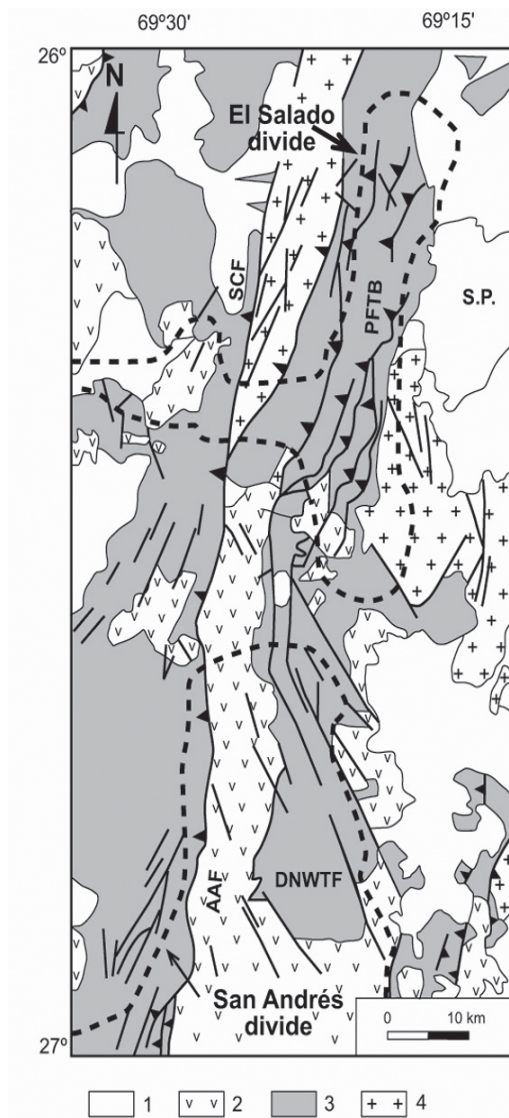 69º30' 69º15'
26º
N
El Salado
divide
SCF
PFTB
S.P.
AAF
DNWTF
San Andrés
divide
0 10 km
27º
1 2 3 4